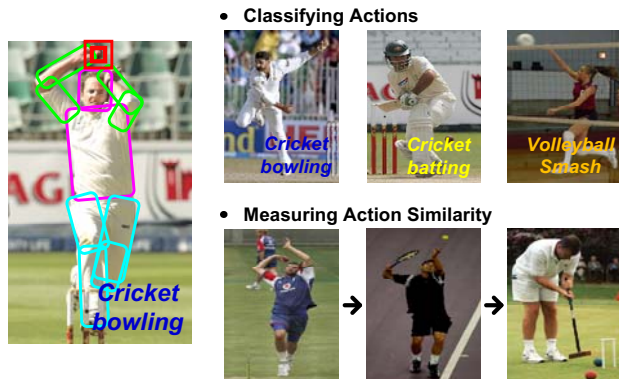 Cricket
bowling
• Classifying Actions
Cricket
bowling
Cricket
batting
Volleyball
Smash
• Measuring Action Similarity